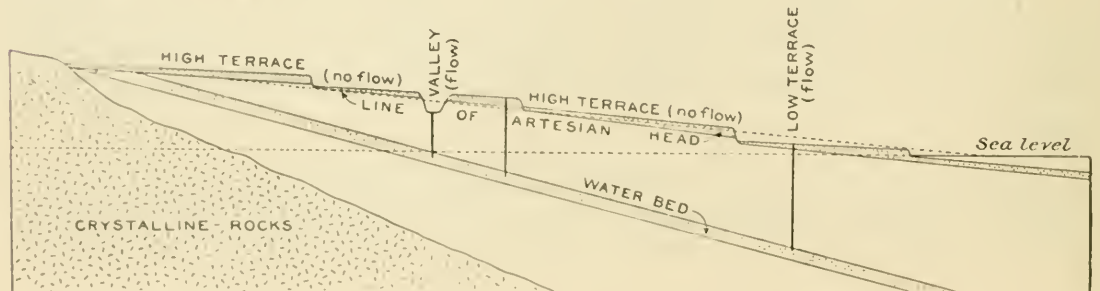 HIGH TERRACE
(no flow)
VALLEY
(flow)
LINE OF ARTESIAN HEAD
HIGH TERRACE (no flow)
LOW TERRACE
(flow)
Sea level
WATER BED
CRYSTALLINE ROCKS